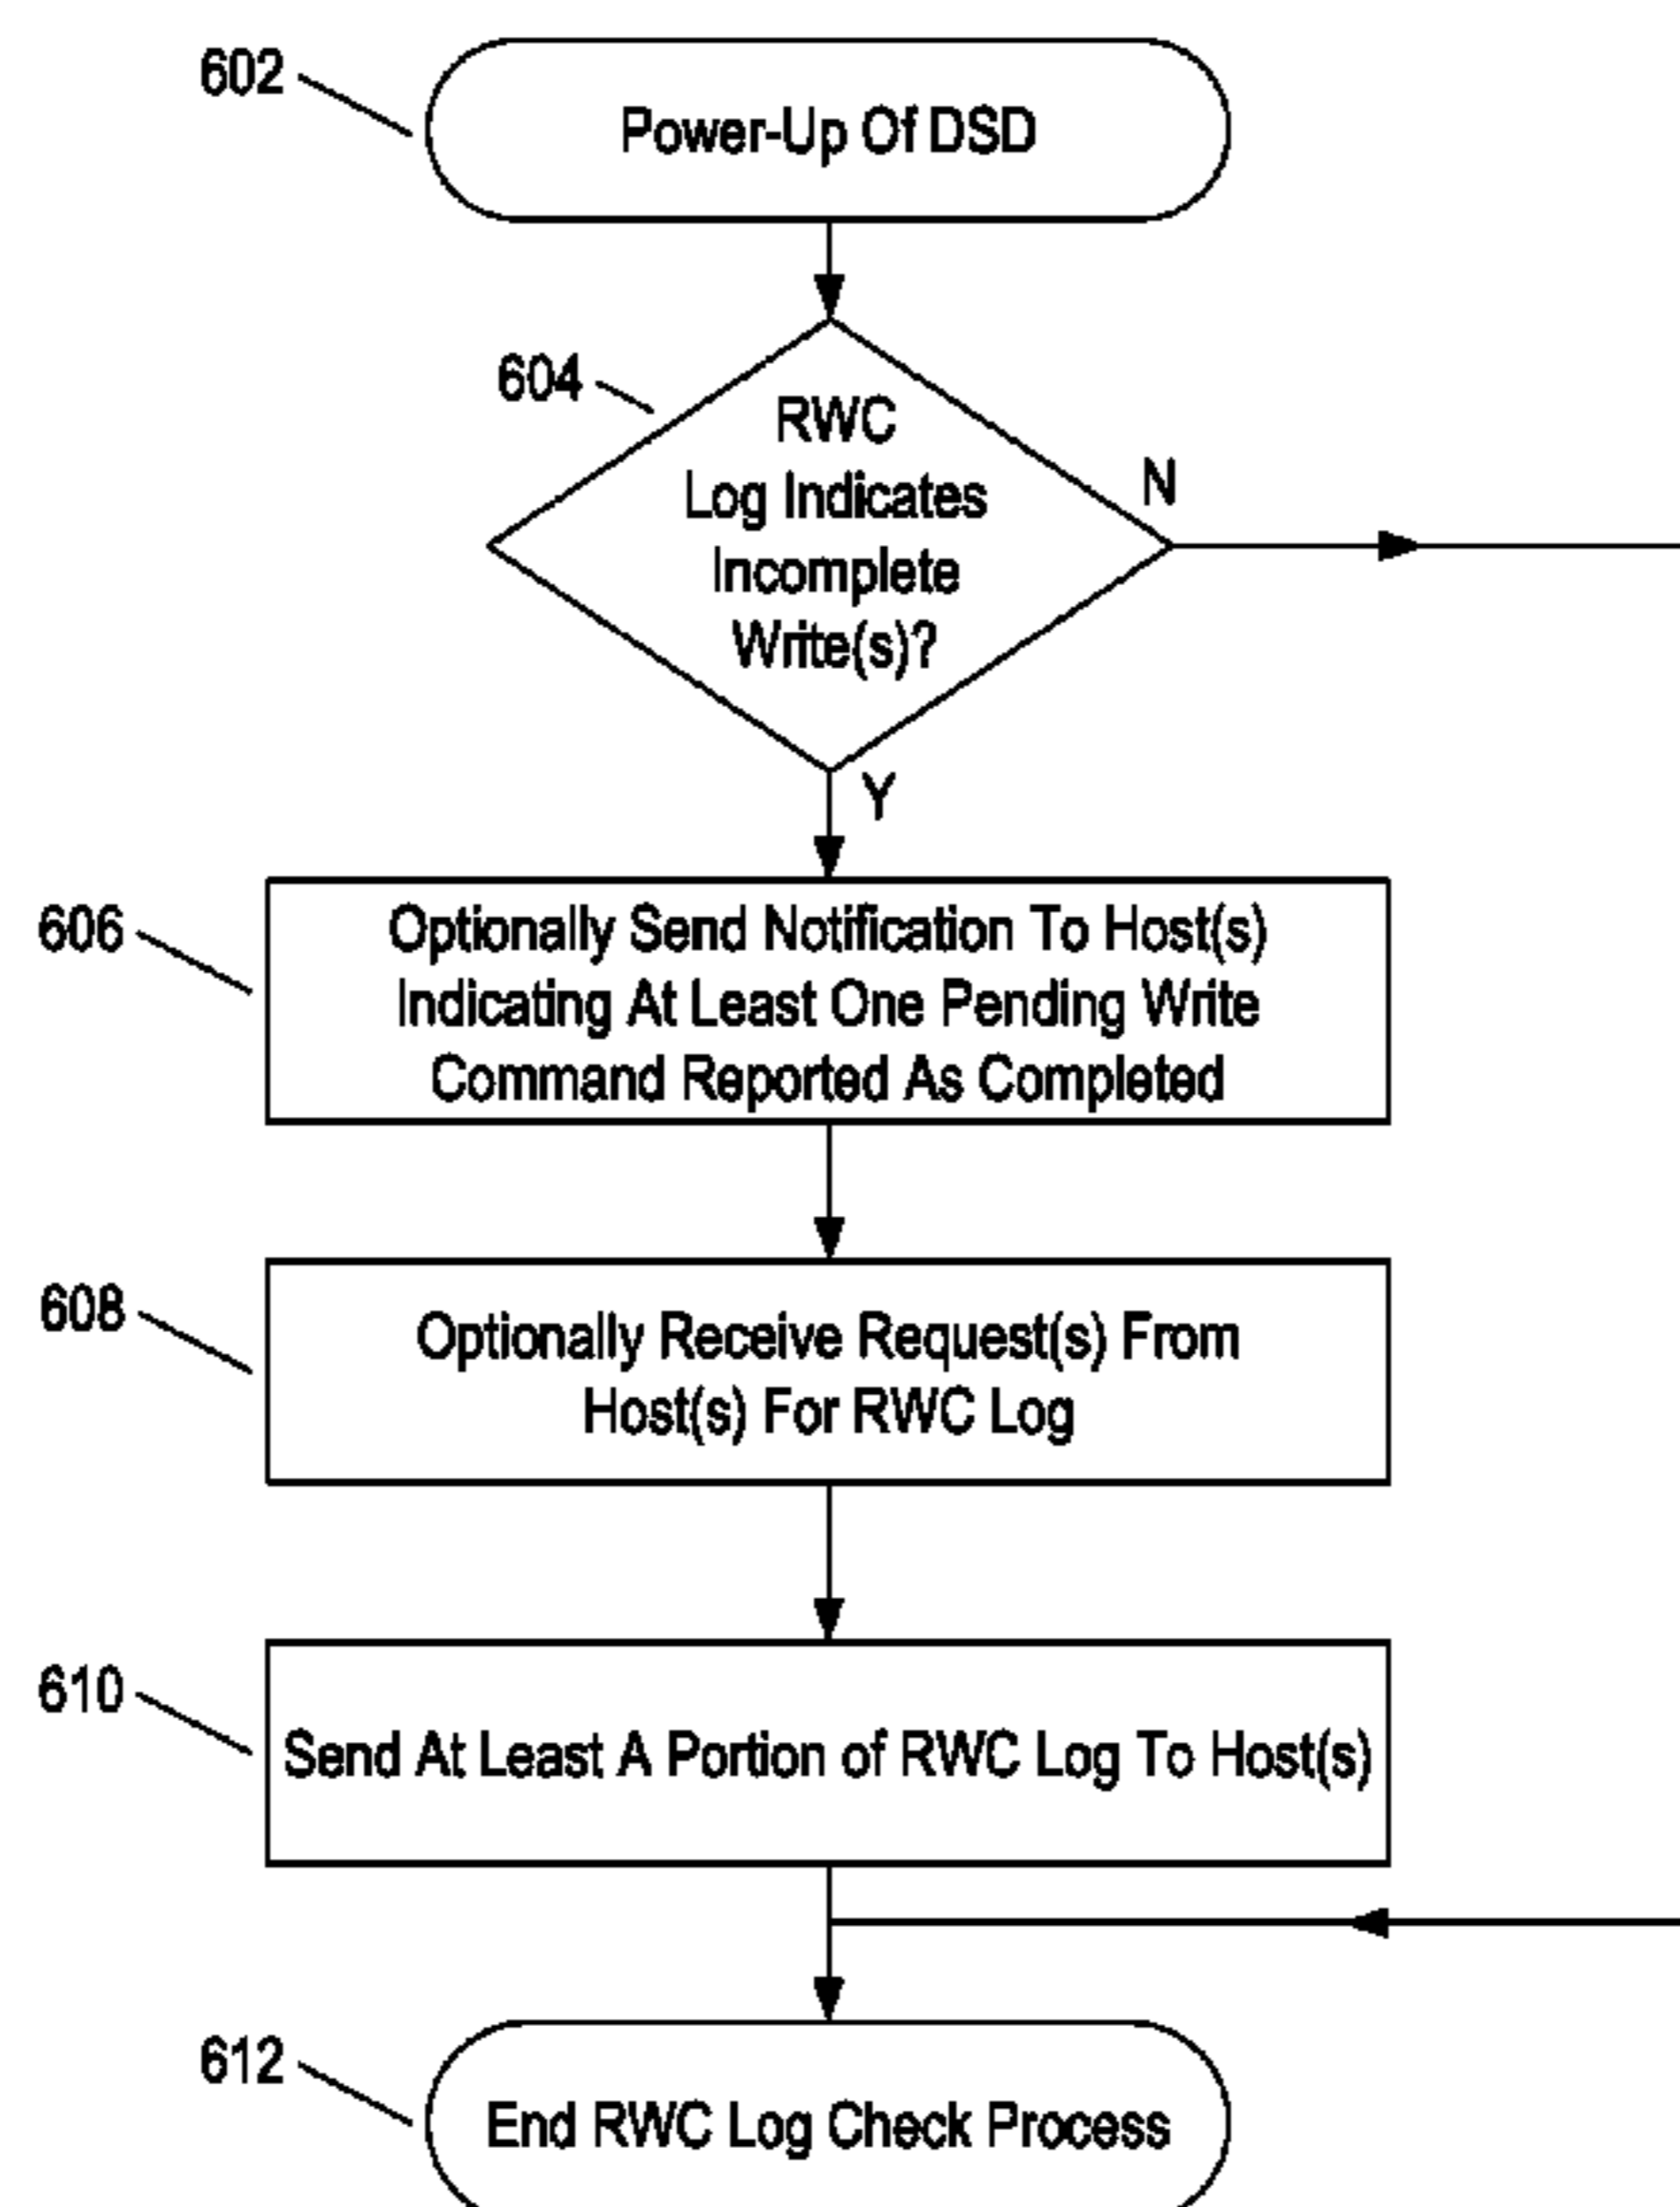 602
Power-Up Of DSD
604
RWC
Log Indicates
Incomplete
Write(s)?
N
Y
606
Optionally Send Notification To Host(s)
Indicating At Least One Pending Write
Command Reported As Completed
608
Optionally Receive Request(s) From
Host(s) For RWC Log
610
Send At Least A Portion of RWC Log To Host(s)
612
End RWC Log Check Process